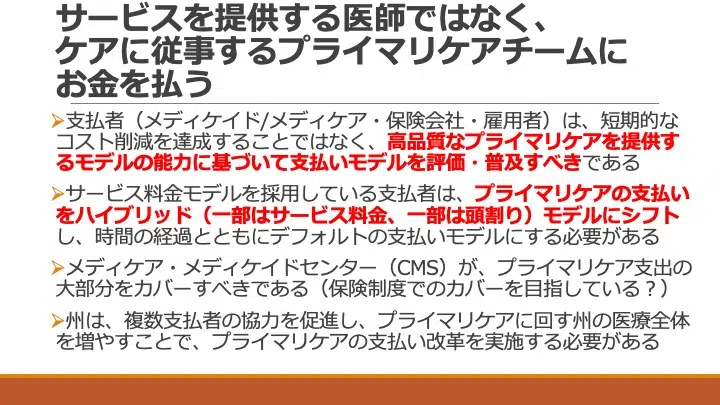 サービスを提供する医師ではなく、
ケアに従事するプライマリケアチームに
お金を払う
➢支払者（メディケイド/メディケア・保険会社・雇用者）は、短期的な
コスト削減を達成することではなく、高品質なプライマリケアを提供す
るモデルの能力に基づいて支払いモデルを評価・普及すべきである
➢サービス料金モデルを採用している支払者は、プライマリケアの支払い
をハイブリッド（一部はサービス料金、一部は頭割り）モデルにシフト
し、時間の経過とともにデフォルトの支払いモデルにする必要がある
➢メディケア・メディケイドセンター（CMS）が、プライマリケア支出の
大部分をカバーすべきである（保険制度でのカバーを目指している？）
➢州は、複数支払者の協力を促進し、プライマリケアに回す州の医療全体
を増やすことで、プライマリケアの支払い改革を実施する必要がある